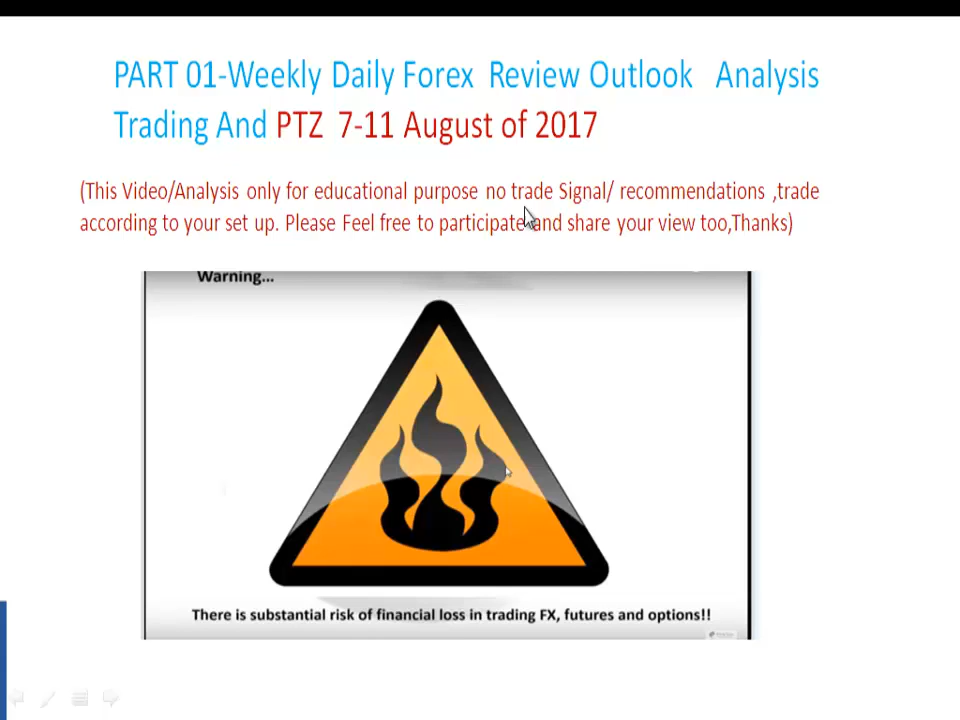 PART 01-Weekly Daily Forex Review Outlook Analysis
Trading And PTZ 7-11 August of 2017
(This Video/Analysis only for educational purpose no trade Signal/ recommendations ,trade
according to your set up. Please Feel free to participate and share your view too,Thanks)
Warning...
There is substantial risk of financial loss in trading FX, futures and options!!